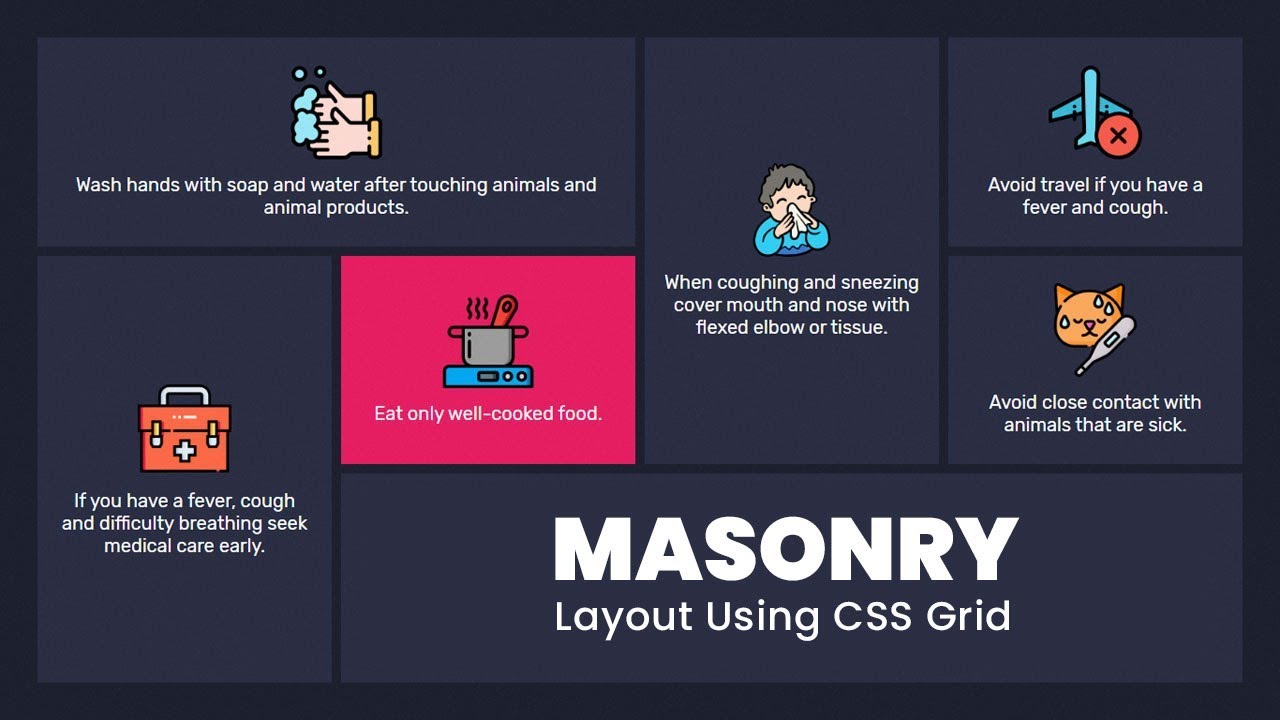 Wash hands with soap and water after touching animals and
animal products.
When coughing and sneezing
cover mouth and nose with
flexed elbow or tissue.
Avoid travel if you have a
fever and cough.
If you have a fever, cough
and difficulty breathing seek
medical care early.
Eat only well-cooked food.
Avoid close contact with
animals that are sick.
MASONRY
Layout Using CSS Grid